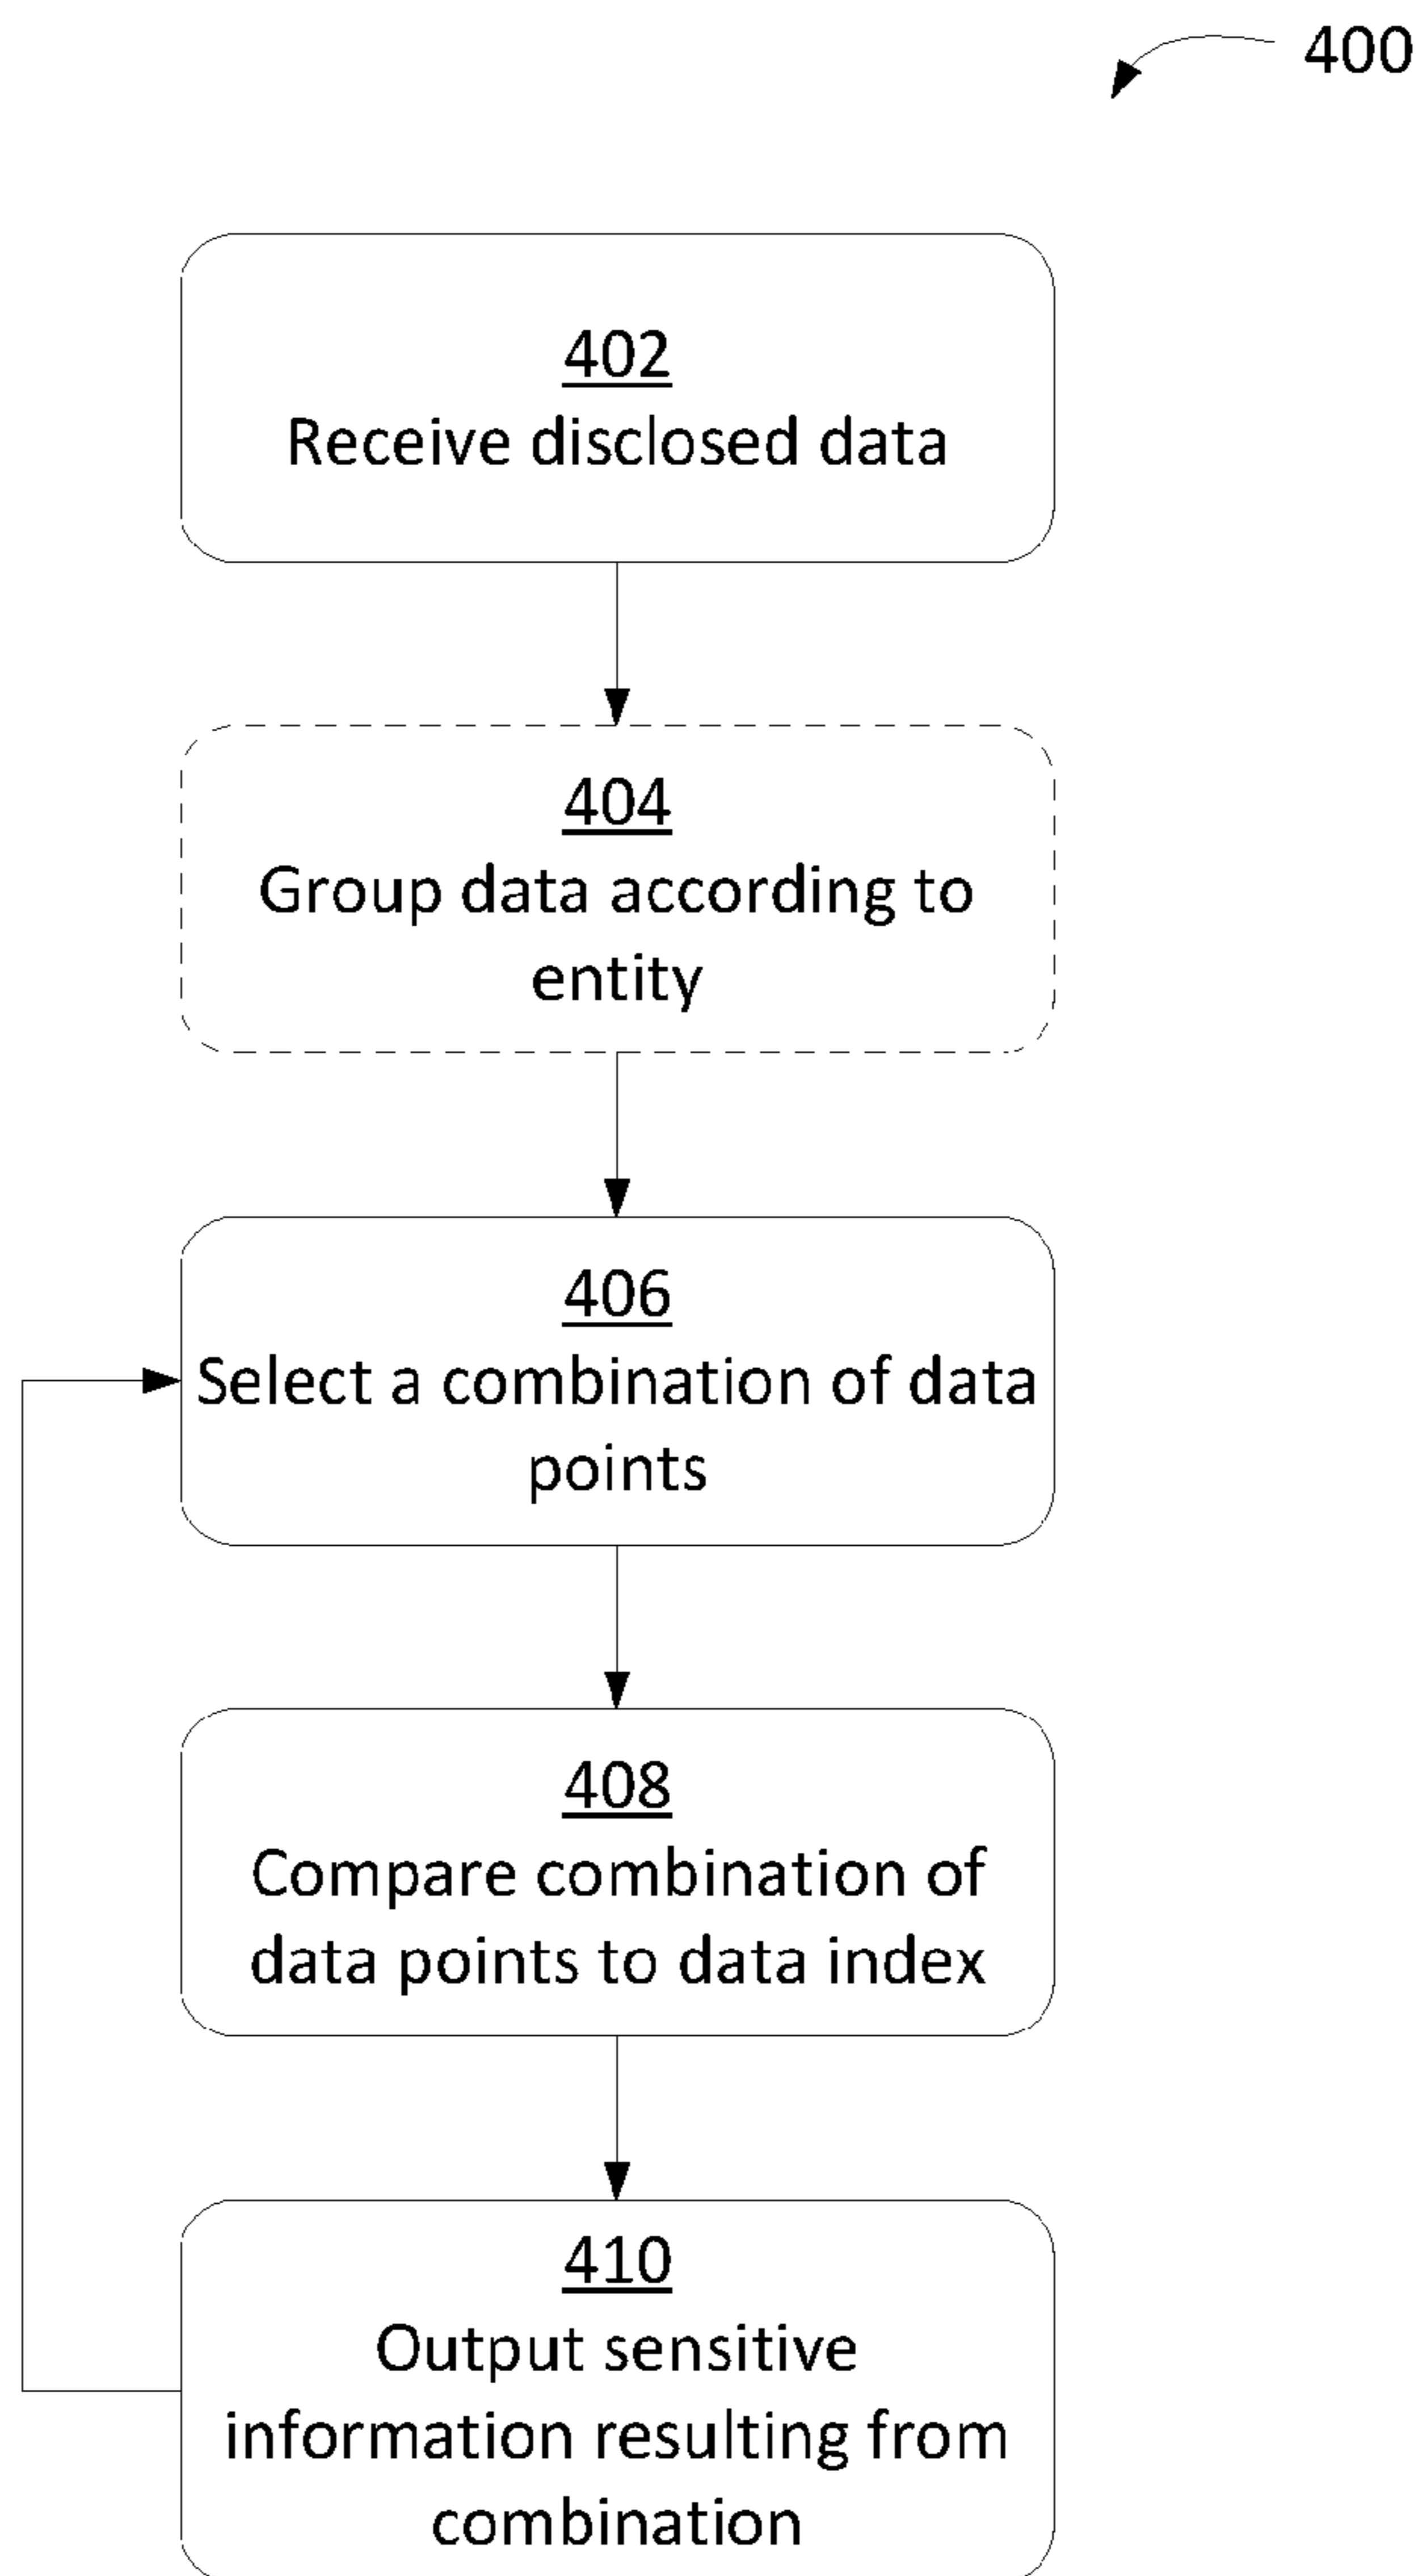 400
402
Receive disclosed data
404
Group data according to
entity
406
Select a combination of data
points
408
Compare combination of
data points to data index
410
Output sensitive
information resulting from
combination